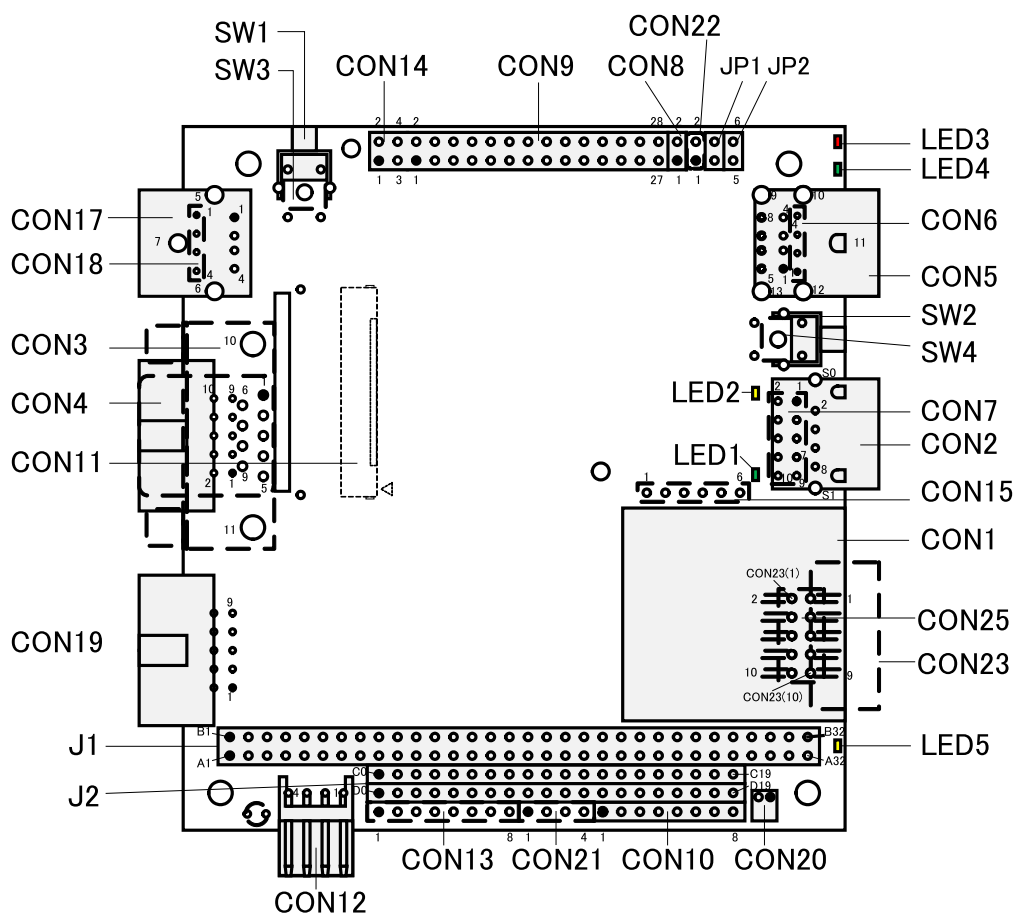 SW1
CON22
SW3
CON14
CON9
CON8
JP1
JP2
2 4 2 28 2 2 6
1 3 1 27 1 1 5
LED3
LED4
CON17
CON18
5 1 1
7
4 4
6
9 10
8 4 4
11
5 1 1
13 12
CON6
CON5
SW2
SW4
CON3
10
CON4
10 9 6 1
2 1 9 5
CON11
11
LED2
S0
2 1
2
7
8
10 9
S1
CON7
CON2
LED1
1 6
CON15
CON1
CON23(1)
2 1
CON25
CON23
10 9
CON23(10)
CON19
9
1
J1
B1 B32
A1 A32
LED5
J2
C0 C19
D0 D19
4 1
1 8 1 4 1 8
CON13
CON21
CON10
CON20
CON12